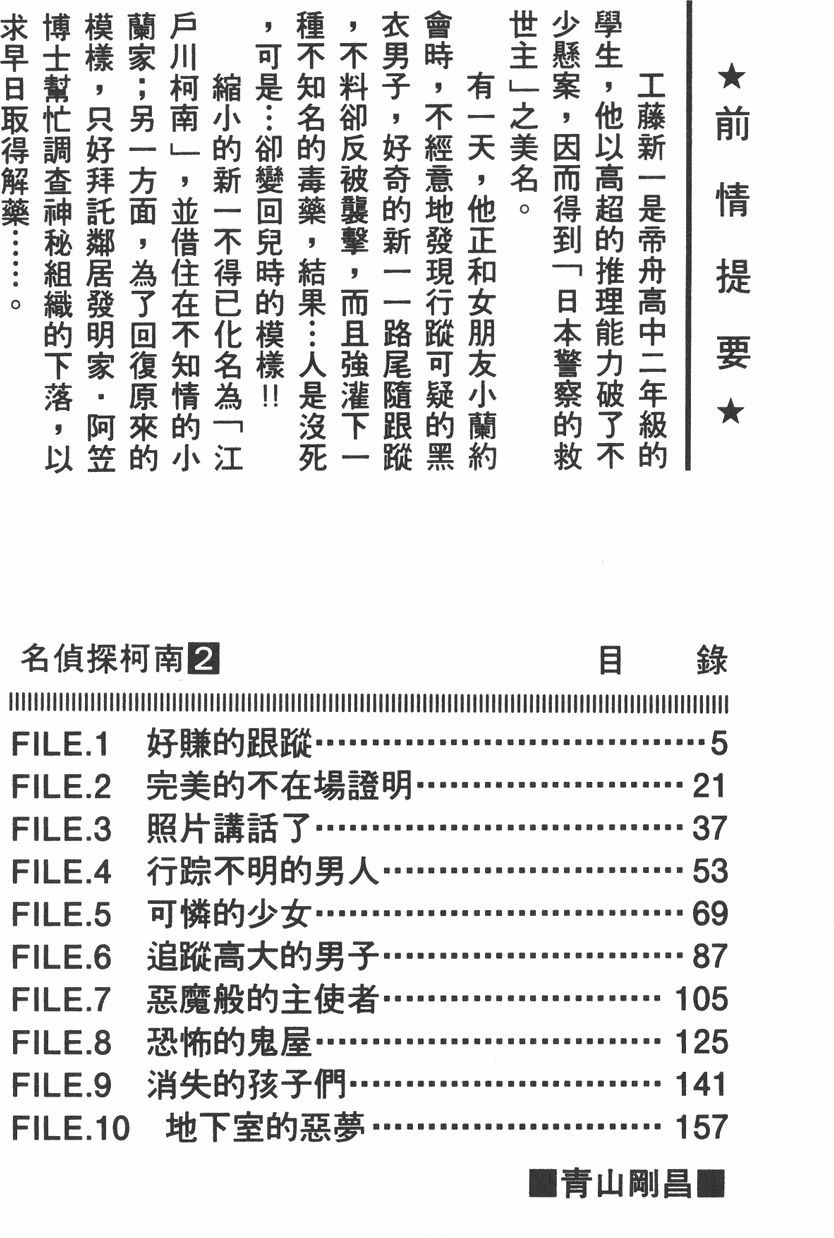 ★前情提要★
工藤新一是帝舟高中二年級的
學生，他以高超的推理能力破了不
少懸案，因而得到「日本警察的救
世主」之美名。
有一天，他正和女朋友小蘭約
會時，不經意地發現行蹤可疑的黑
衣男子，好奇的新一一路尾隨跟蹤
，不料卻反被襲擊，而且強灌下一
種不知名的毒藥，結果…人是沒死
，可是…卻變回兒時的模樣!!
縮小的新一不得已化名為「江
戶川柯南」，並借住在不知情的小
蘭家；另一方面，為了回復原來的
模樣，只好拜託鄰居發明家·阿笠
博士幫忙調查神秘組織的下落，以
求早日取得解藥……。
名偵探柯南2 目 錄
FILE.1 好賺的跟蹤………………………………5
FILE.2 完美的不在場證明……………………21
FILE.3 照片講話了……………………………37
FILE.4 行踪不明的男人………………………53
FILE.5 可憐的少女……………………………69
FILE.6 追蹤高大的男子………………………87
FILE.7 惡魔般的主使者……………………105
FILE.8 恐怖的鬼屋…………………………125
FILE.9 消失的孩子們………………………141
FILE.10 地下室的惡夢………………………157
■青山剛昌■